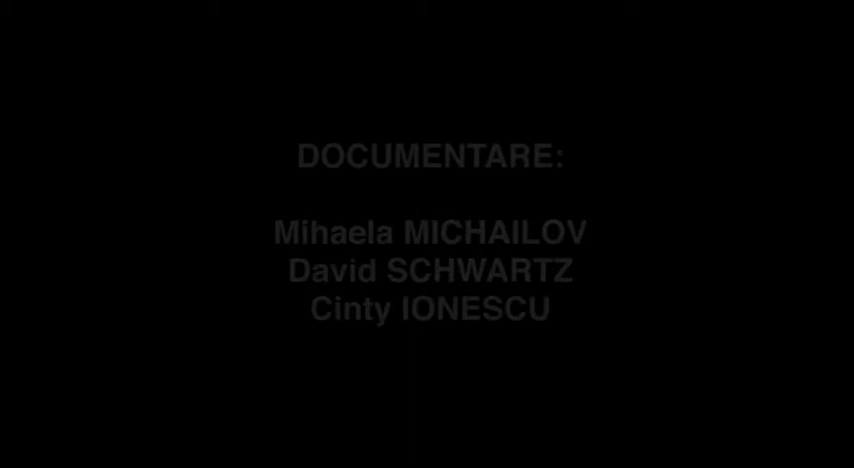 DOCUMENTARE:
Mihaela MICHAILOV
David SCHWARTZ
Cinty IONESCU